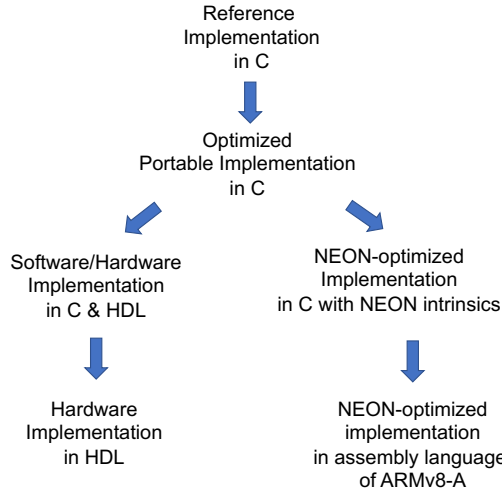 Reference
Implementation
in C
Optimized
Portable Implementation
in C
Software/Hardware
Implementation
in C & HDL
NEON-optimized
Implementation
in C with NEON intrinsics
Hardware
Implementation
in HDL
NEON-optimized
implementation
in assembly language
of ARMv8-A